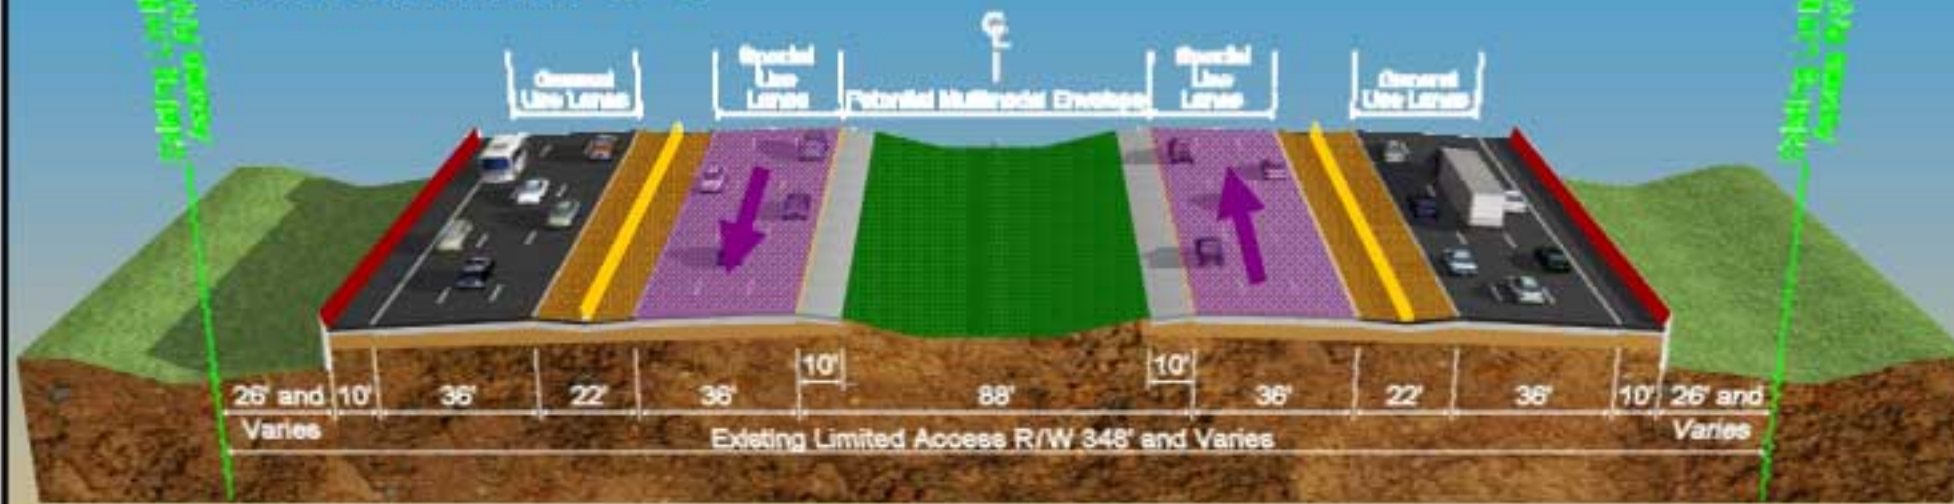 ℄
General
Use Lanes
Special
Use
Lanes
Potential Multimodal Envelope
Special
Use
Lanes
General
Use Lanes
10'
10'
26' and
Varies
10'
36'
22'
36'
88'
36'
22'
36'
10'
26' and
Varies
Existing Limited Access R/W 348' and Varies